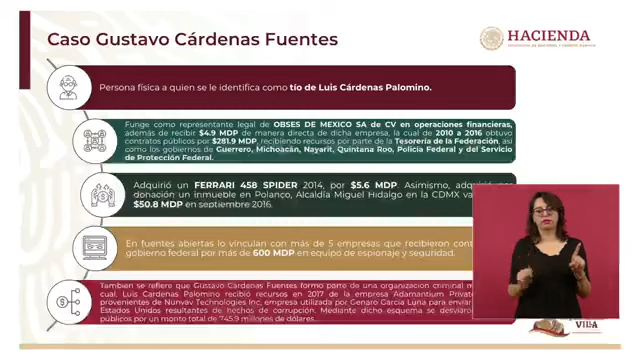 Caso Gustavo Cárdenas Fuentes
HACIENDA
SECRETARÍA DE HACIENDA Y CRÉDITO PÚBLICO
Persona física a quien se le identifica como tío de Luis Cárdenas Palomino.
Funge como representante legal de OBSES DE MEXICO SA de CV en operaciones financieras,
además de recibir $4.9 MDP de manera directa de dicha empresa, la cual de 2010 a 2016 obtuvo
contratos públicos por $281.9 MDP, recibiendo recursos por parte de la Tesorería de la Federación, así
como los gobiernos de Guerrero, Michoacán, Nayarit, Quintana Roo, Policía Federal y del Servicio
de Protección Federal.
Adquirió un FERRARI 458 SPIDER 2014, por $5.6 MDP. Asimismo, adquirió por
donación un inmueble en Polanco, Alcaldía Miguel Hidalgo en la CDMX va
$50.8 MDP en septiembre 2016.
En fuentes abiertas lo vinculan con más de 5 empresas que recibieron cont
gobierno federal por más de 600 MDP en equipo de espionaje y seguridad.
También se refiere que Gustavo Cárdenas Fuentes formo parte de una organización criminal m
cual, Luis Cárdenas Palomino recibió recursos en 2017 de la empresa Adamantium Private
provenientes de Nunvav Technologies Inc, empresa utilizada por Genaro García Luna para enviar
Estados Unidos resultantes de hechos de corrupción. Mediante dicho esquema se desviaro
públicos por un monto total de 745.9 millones de dólares...
VILLA